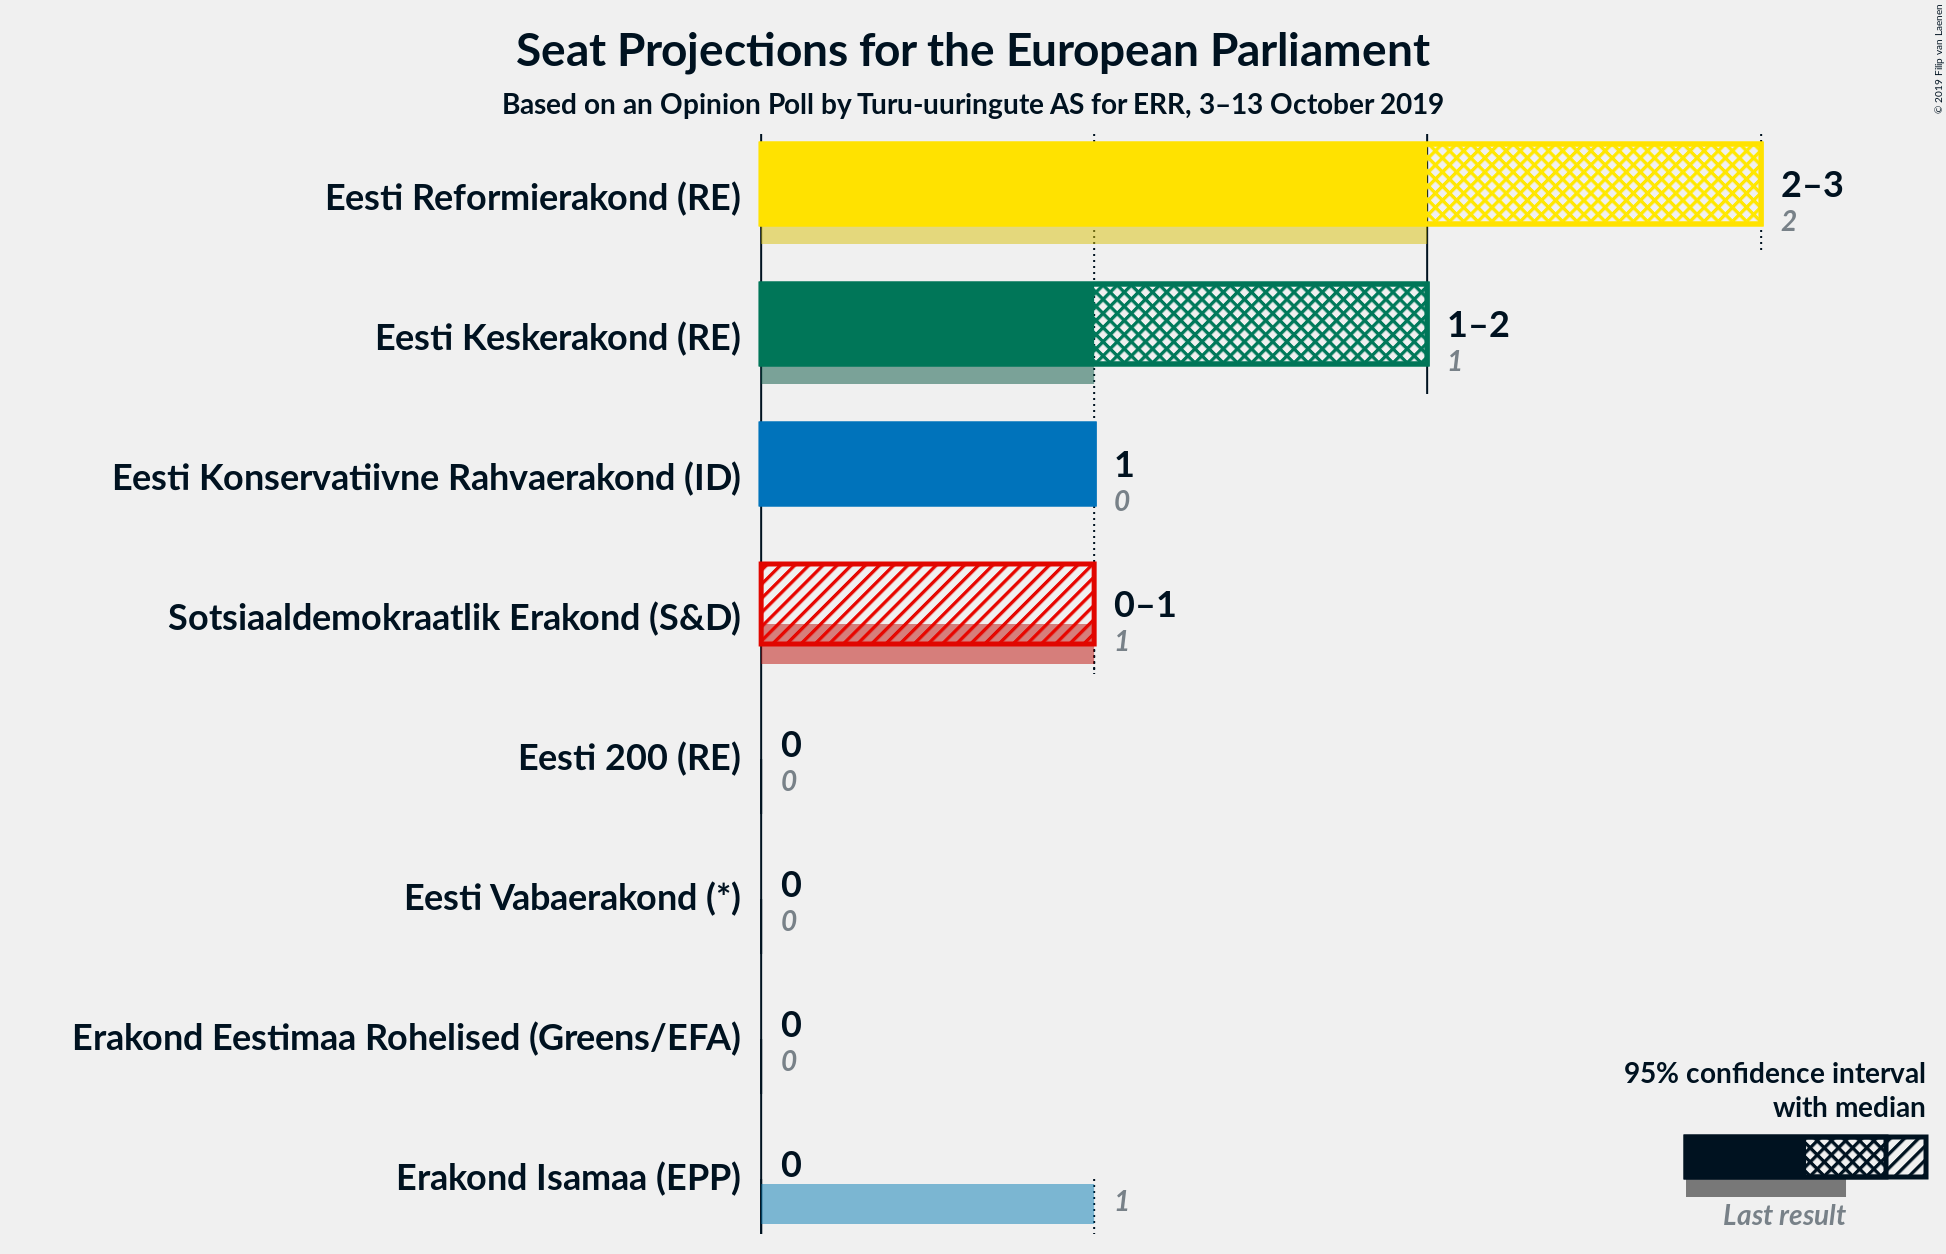 Seat Projections for the European Parliament
Based on an Opinion Poll by Turu-uuringute AS for ERR, 3–13 October 2019
© 2019 Filip van Laenen
Eesti Reformierakond (RE)
2–3
2
Eesti Keskerakond (RE)
1–2
1
Eesti Konservatiivne Rahvaerakond (ID)
1
0
Sotsiaaldemokraatlik Erakond (S&D)
0–1
1
Eesti 200 (RE)
0
0
Eesti Vabaerakond (*)
0
0
Erakond Eestimaa Rohelised (Greens/EFA)
0
0
Erakond Isamaa (EPP)
0
1
95% confidence interval
with median
Last result